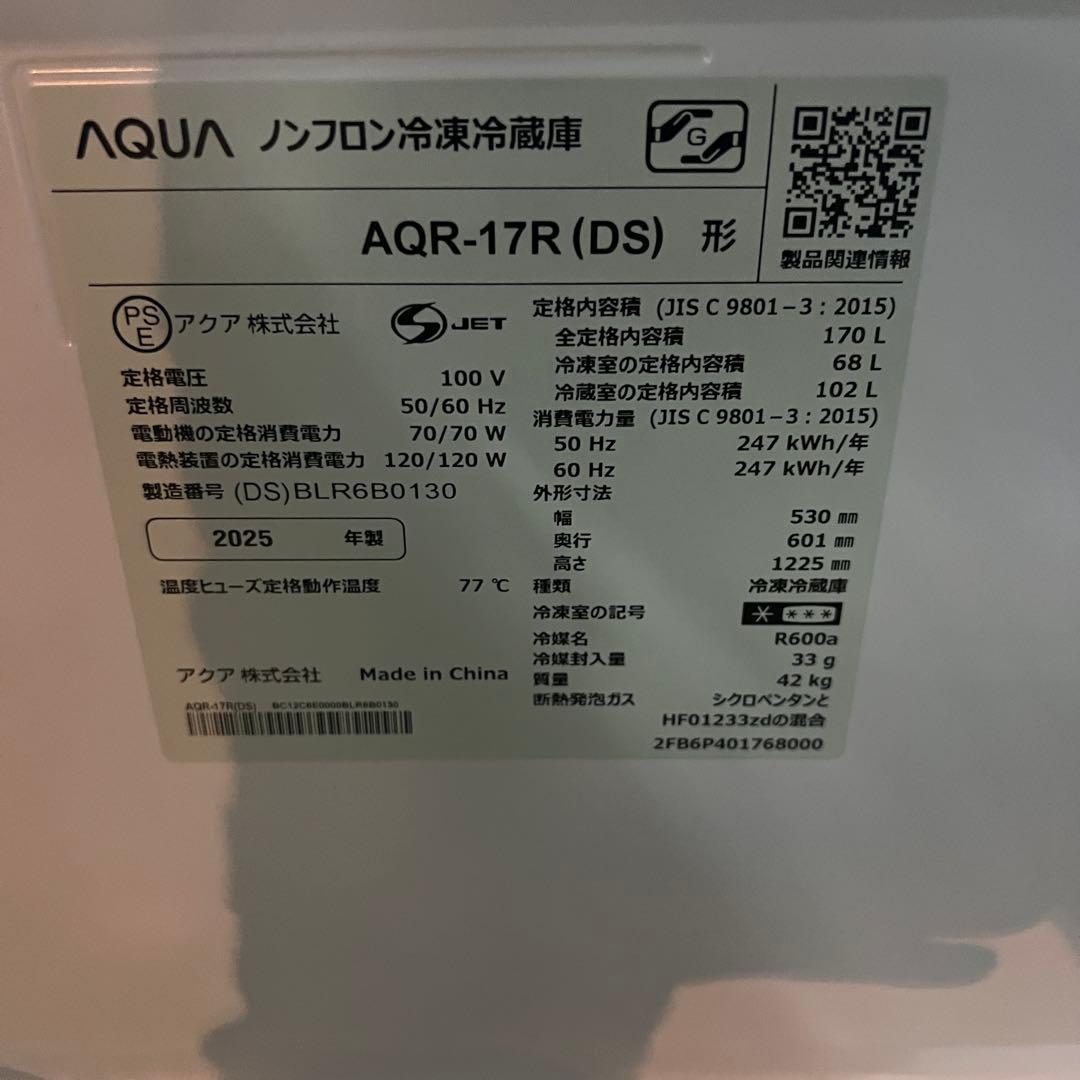 AQUA ノンフロン冷凍冷蔵庫
G
AQR-17R (DS) 形
製品関連情報
PS
E
アクア 株式会社
S JET
定格電圧 100 V
定格周波数 50/60 Hz
電動機の定格消費電力 70/70 W
電熱装置の定格消費電力 120/120 W
製造番号 (DS)BLR6B0130
2025 年製
温度ヒューズ定格動作温度 77 ℃
アクア 株式会社 Made in China
AQR-17R(DS) BC12C6E0000BLR6B0130
定格内容積 (JIS C 9801−3 : 2015)
全定格内容積 170 L
冷凍室の定格内容積 68 L
冷蔵室の定格内容積 102 L
消費電力量 (JIS C 9801−3 : 2015)
50 Hz 247 kWh/年
60 Hz 247 kWh/年
外形寸法
幅 530 ㎜
奥行 601 ㎜
高さ 1225 ㎜
種類 冷凍冷蔵庫
冷凍室の記号 * ***
冷媒名 R600a
冷媒封入量 33 g
質量 42 kg
断熱発泡ガス シクロペンタンと
HFO1233zdの混合
2FB6P401768000